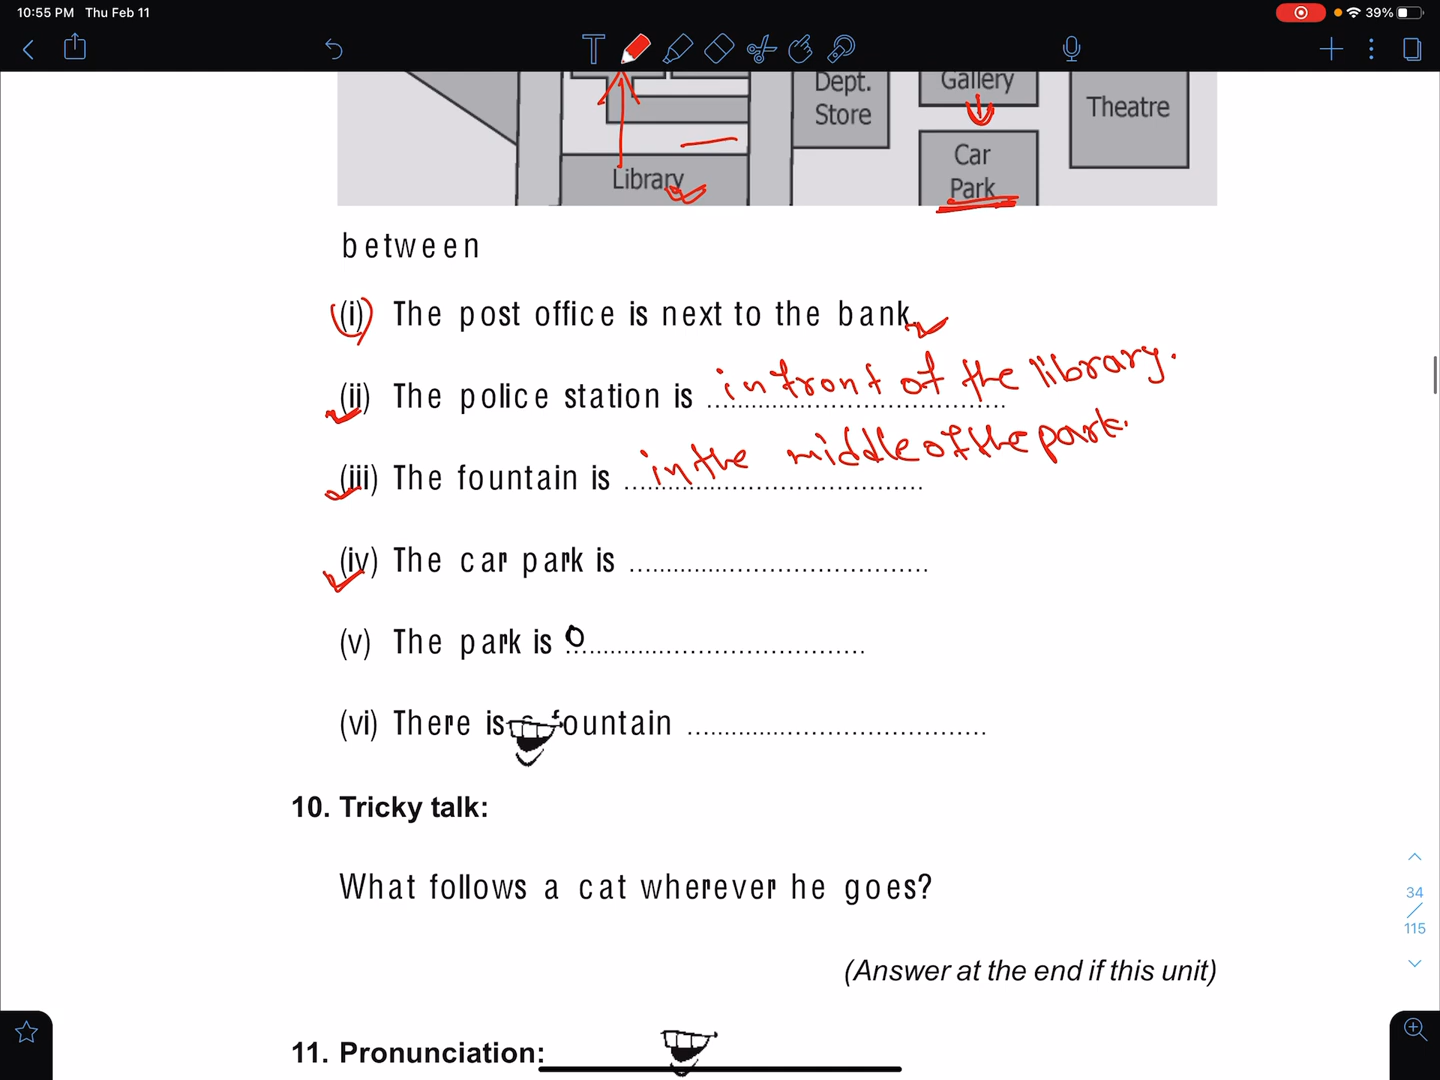 10:55 PM Thu Feb 11
39%
T
Dept.
Store
Gallery
Theatre
Car
Park
Library
between
(i) The post office is next to the bank.
(ii) The police station is in front of the library.
(iii) The fountain is in the middle of the park.
(iv) The car park is ....................................
(v) The park is ....................................
(vi) There is a fountain ....................................
10. Tricky talk:
What follows a cat wherever he goes?
(Answer at the end if this unit)
11. Pronunciation:
34
/
115